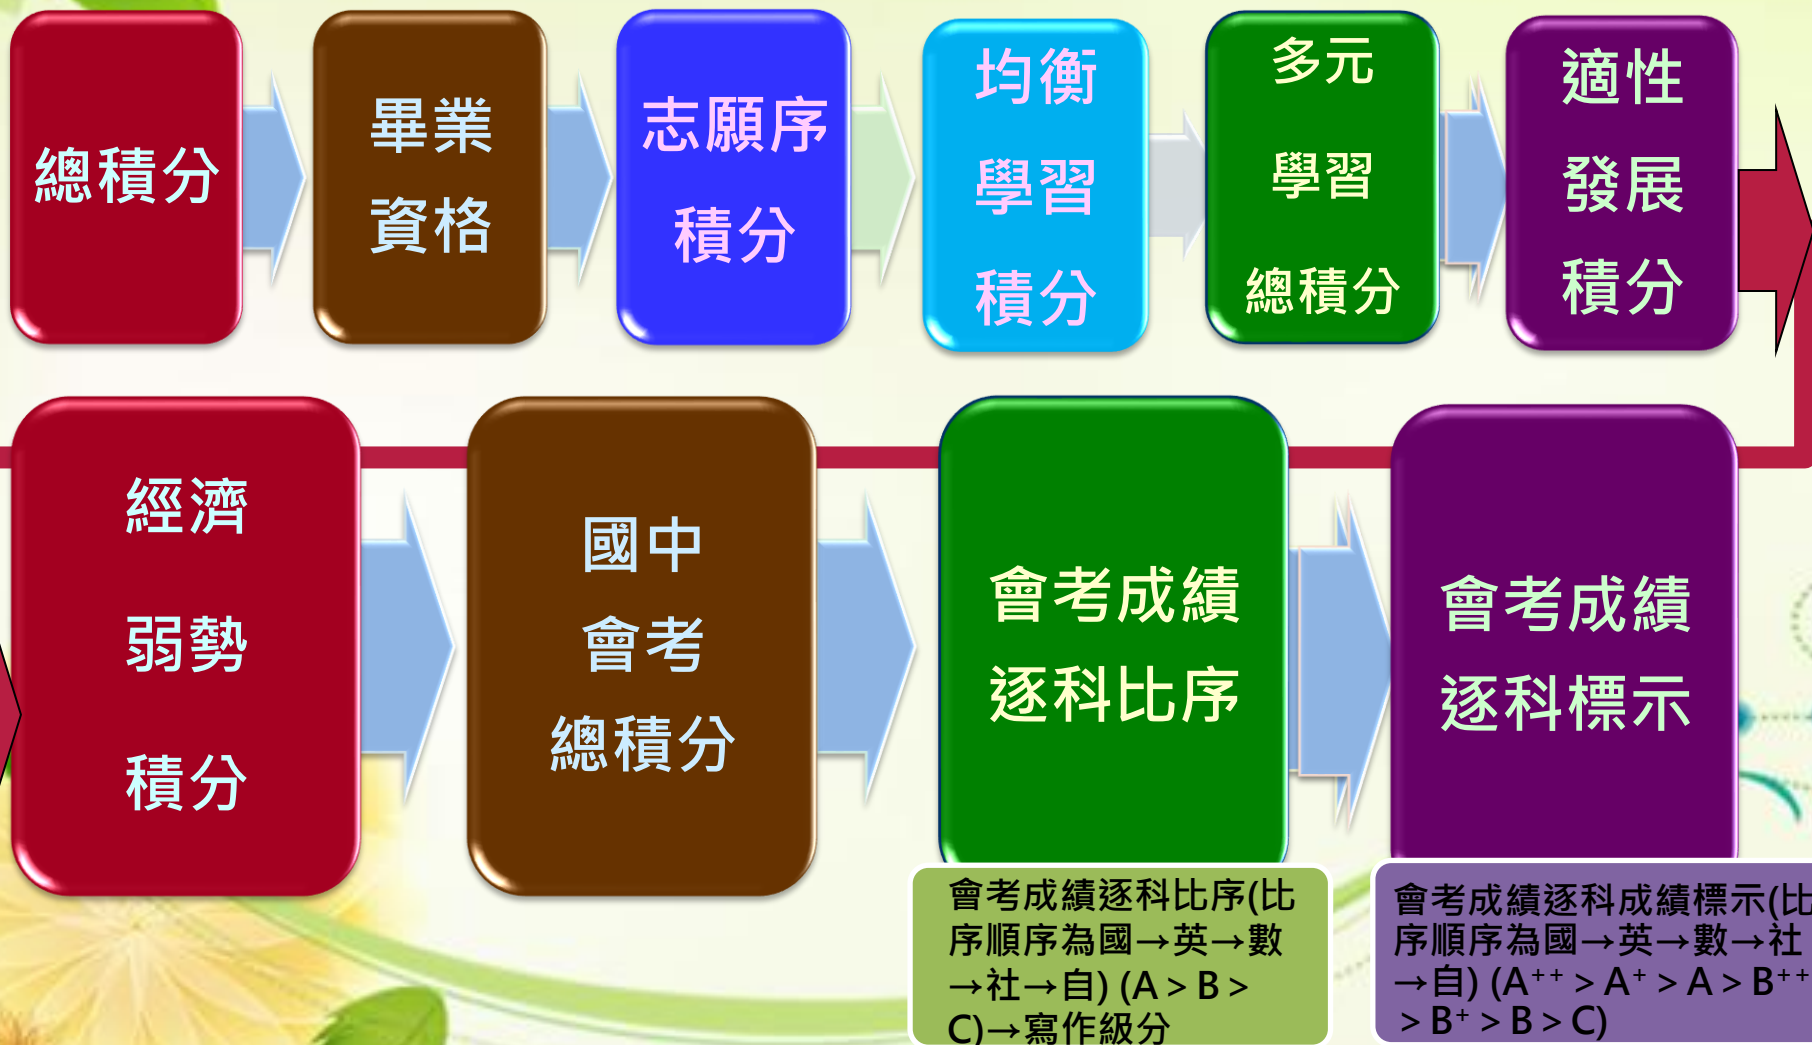 總積分
畢業
資格
志願序
積分
均衡
學習
積分
多元
學習
總積分
適性
發展
積分
經濟
弱勢
積分
國中
會考
總積分
會考成績
逐科比序
會考成績
逐科標示
會考成績逐科比序(比
序順序為國→英→數
→社→自) (A＞B＞
C)→寫作級分
會考成績逐科成績標示(比
序順序為國→英→數→社
→自) (A⁺⁺＞A⁺＞A＞B⁺⁺
＞B⁺＞B＞C)